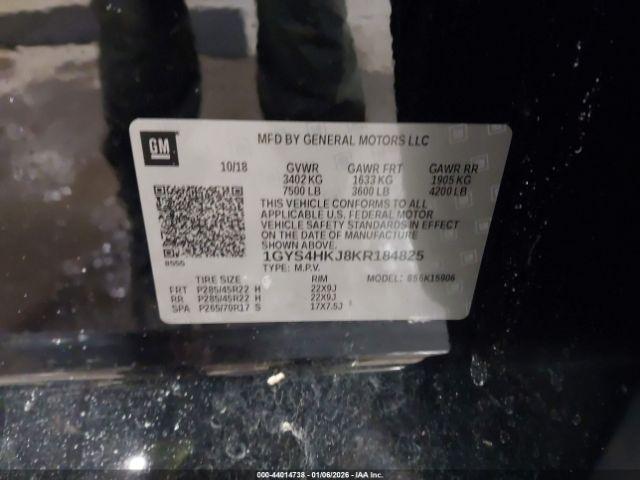 GM
MFD BY GENERAL MOTORS LLC
10/18 GVWR GAWR FRT GAWR RR
3402 KG 1633 KG 1905 KG
7500 LB 3600 LB 4200 LB
THIS VEHICLE CONFORMS TO ALL
APPLICABLE U.S. FEDERAL MOTOR
VEHICLE SAFETY STANDARDS IN EFFECT
ON THE DATE OF MANUFACTURE
SHOWN ABOVE.
1GYS4HKJ8KR184825
8555
TYPE: M.P.V.
TIRE SIZE RIM MODEL: 856K15906
FRT P285/45R22 H 22X9J
RR P285/45R22 H 22X9J
SPA P265/70R17 S 17X7.5J
000-44014738 - 01/06/2026 - IAA Inc.